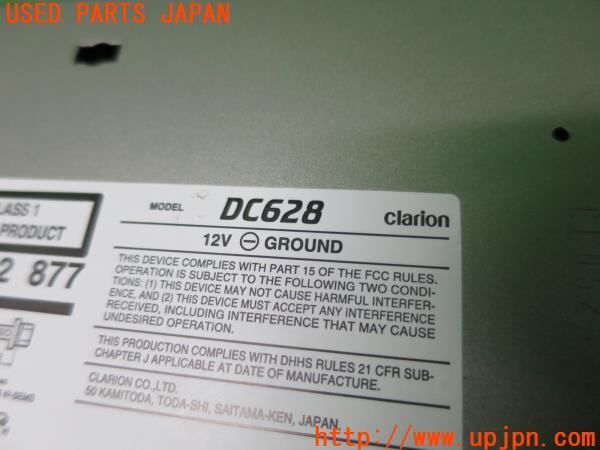 USED PARTS JAPAN
LASS 1
PRODUCT
2 877
MODEL DC628 clarion
12V ⊖ GROUND
THIS DEVICE COMPLIES WITH PART 15 OF THE FCC RULES.
OPERATION IS SUBJECT TO THE FOLLOWING TWO CONDI-
TIONS: (1) THIS DEVICE MAY NOT CAUSE HARMFUL INTERFER-
ENCE, AND (2) THIS DEVICE MUST ACCEPT ANY INTERFERENCE
RECEIVED, INCLUDING INTERFERENCE THAT MAY CAUSE
UNDESIRED OPERATION.
THIS PRODUCTION COMPLIES WITH DHHS RULES 21 CFR SUB-
CHAPTER J APPLICABLE AT DATE OF MANUFACTURE.
CLARION CO.,LTD.
50 KAMITODA, TODA-SHI, SAITAMA-KEN, JAPAN.
http://www.upjpn.com/